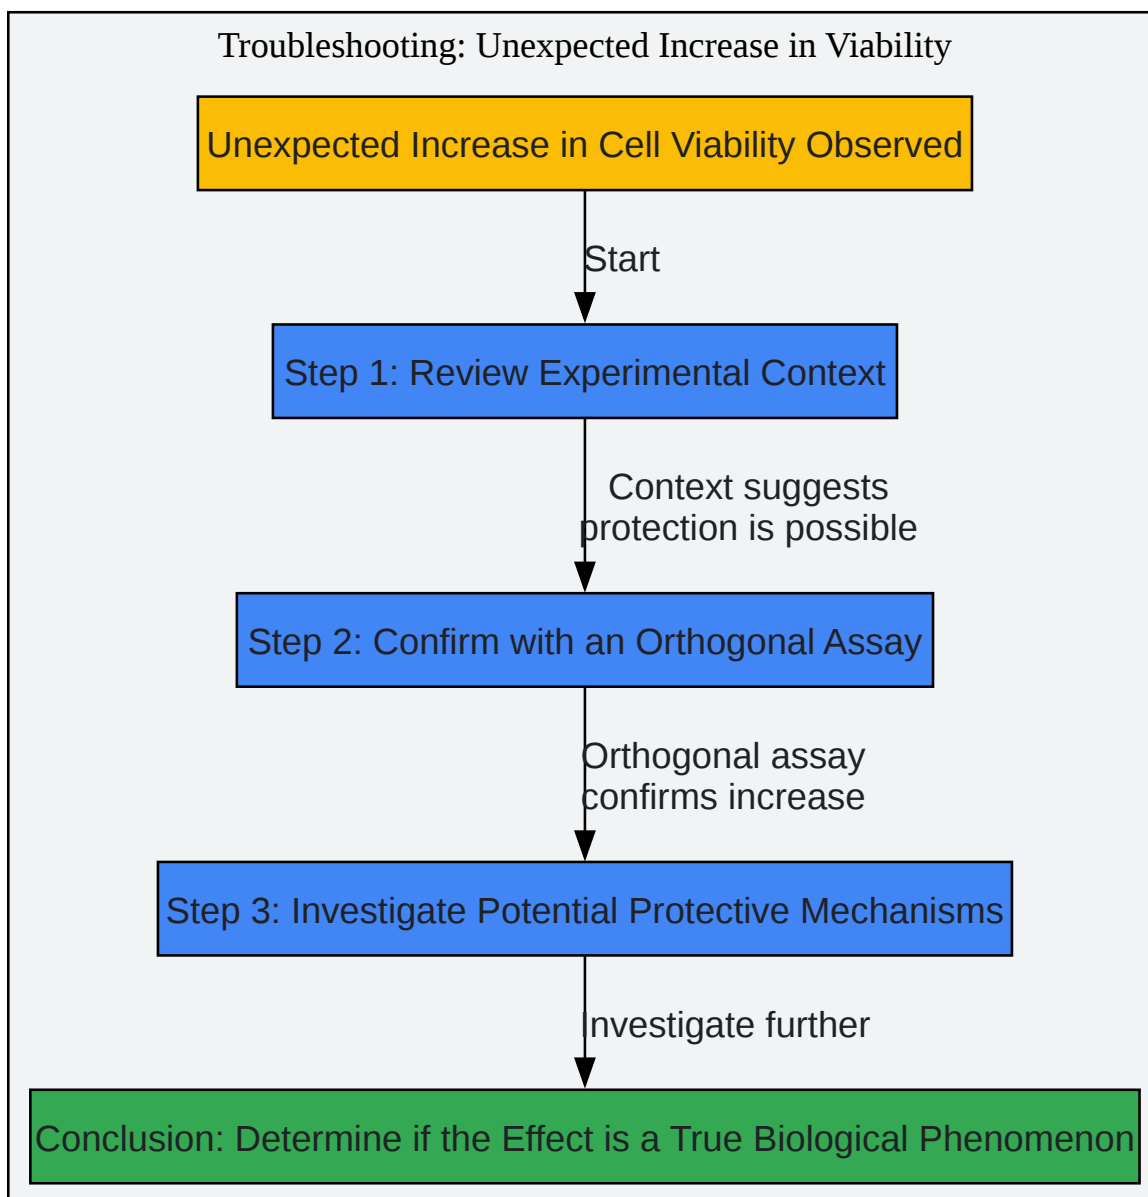 Troubleshooting: Unexpected Increase in Viability
Unexpected Increase in Cell Viability Observed
Start
Step 1: Review Experimental Context
Context suggests
protection is possible
Step 2: Confirm with an Orthogonal Assay
Orthogonal assay
confirms increase
Step 3: Investigate Potential Protective Mechanisms
Investigate further
Conclusion: Determine if the Effect is a True Biological Phenomenon